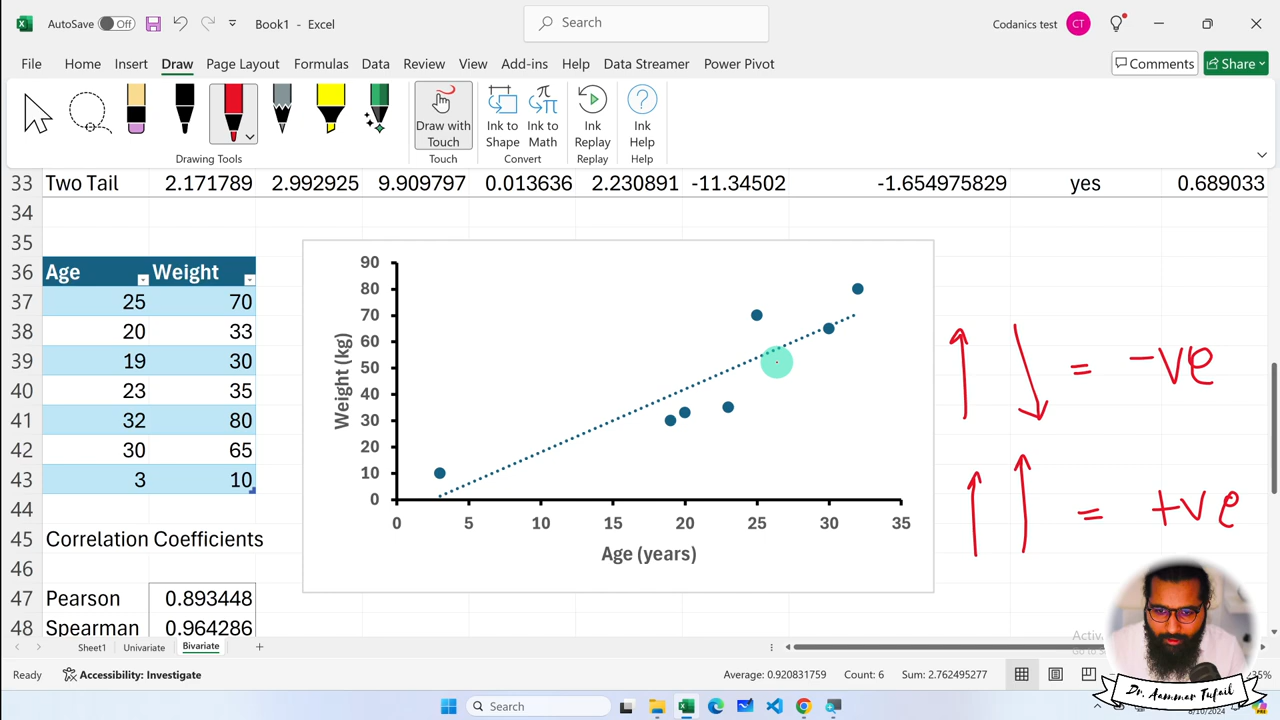 AutoSave Off Book1 - Excel Search Codanics test CT
File Home Insert Draw Page Layout Formulas Data Review View Add-ins Help Data Streamer Power Pivot Comments Share
Draw with Touch
Ink to Shape
Ink to Math
Ink Replay
Ink Help
Drawing Tools Touch Convert Replay Help
33 Two Tail 2.171789 2.992925 9.909797 0.013636 2.230891 -11.34502 -1.654975829 yes 0.689033
34
35
36 Age Weight
37 25 70
38 20 33
39 19 30
40 23 35
41 32 80
42 30 65
43 3 10
44
45 Correlation Coefficients
46
47 Pearson 0.893448
48 Spearman 0.964286
90
80
70
60
50
40
30
20
10
0
Weight (kg)
0 5 10 15 20 25 30 35
Age (years)
= -ve
= +ve
Sheet1 Univariate Bivariate
Ready Accessibility: Investigate Average: 0.920831759 Count: 6 Sum: 2.762495277
Search
Dr. Aammar Tufail